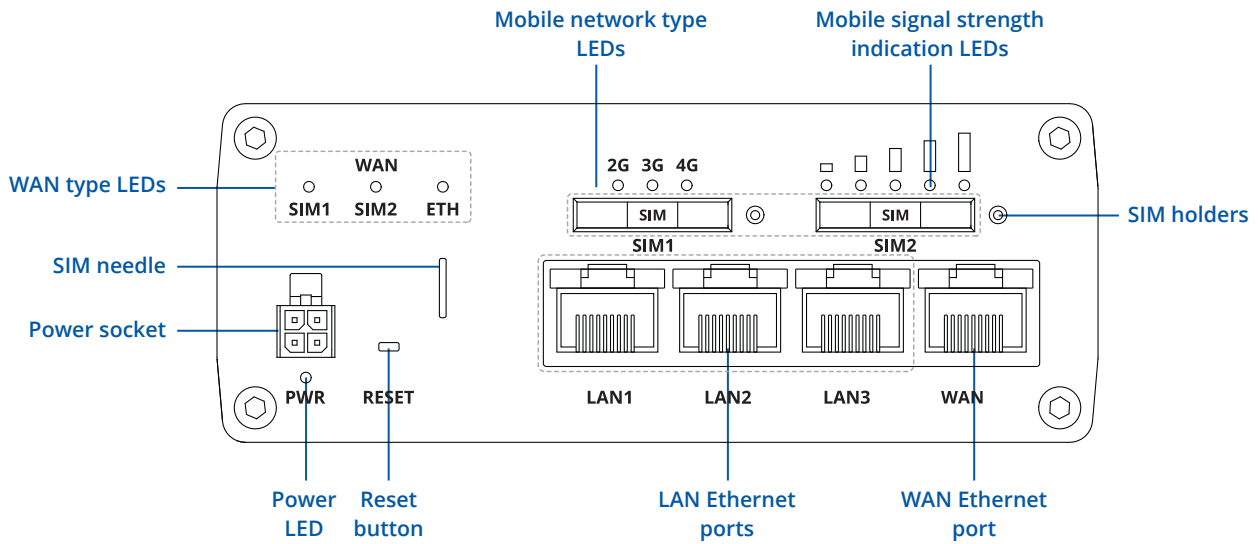 Mobile network type
LEDs
Mobile signal strength
indication LEDs
WAN type LEDs
WAN
SIM1 SIM2 ETH
2G 3G 4G
SIM
SIM
SIM holders
SIM1
SIM2
SIM needle
Power socket
PWR
RESET
LAN1
LAN2
LAN3
WAN
Power
LED
Reset
button
LAN Ethernet
ports
WAN Ethernet
port